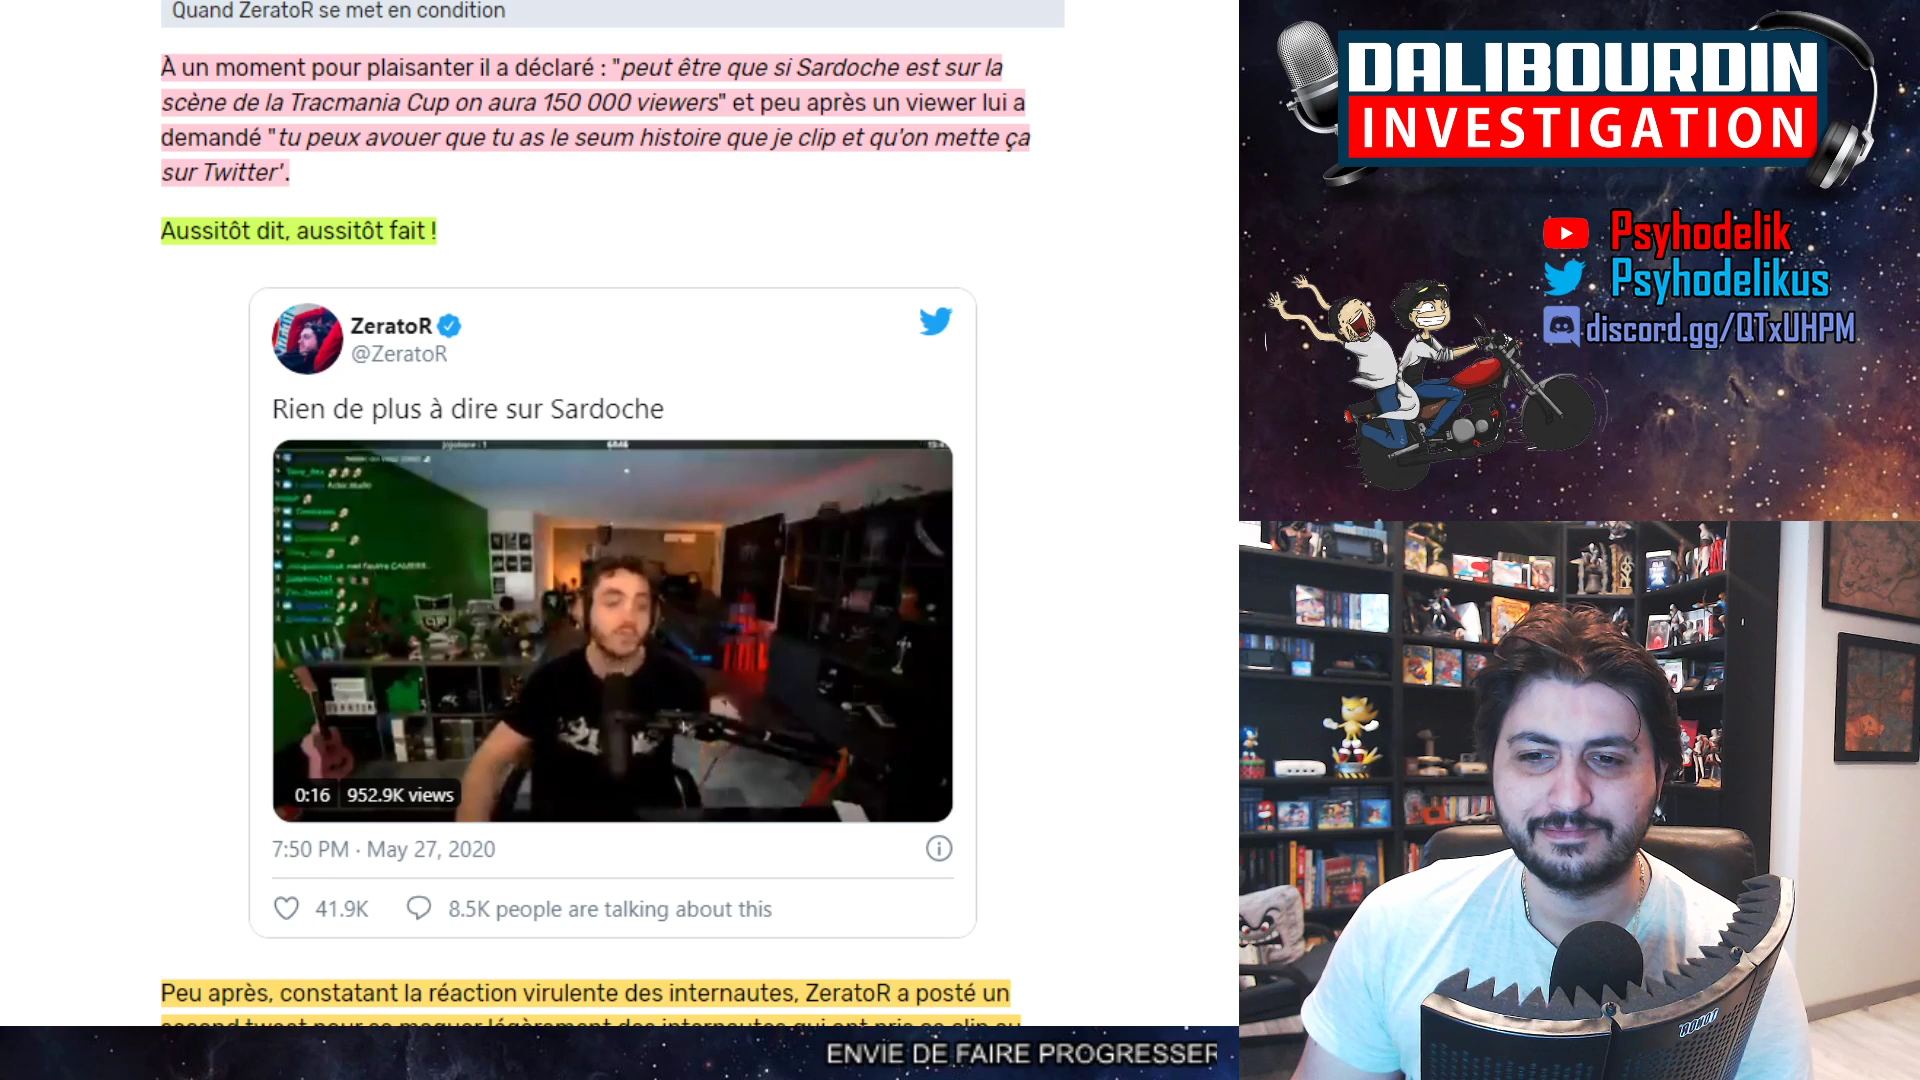 Quand ZeratoR se met en condition
À un moment pour plaisanter il a déclaré : "peut être que si Sardoche est sur la
scène de la Tracmania Cup on aura 150 000 viewers" et peu après un viewer lui a
demandé "tu peux avouer que tu as le seum histoire que je clip et qu'on mette ça
sur Twitter'.
Aussitôt dit, aussitôt fait !
ZeratoR
@ZeratoR
Rien de plus à dire sur Sardoche
0:16 952.9K views
7:50 PM · May 27, 2020
41.9K 8.5K people are talking about this
Peu après, constatant la réaction virulente des internautes, ZeratoR a posté un
DALIBOURDIN
INVESTIGATION
Psyhodelik
Psyhodelikus
discord.gg/QTxUHPM
ENVIE DE FAIRE PROGRESSER